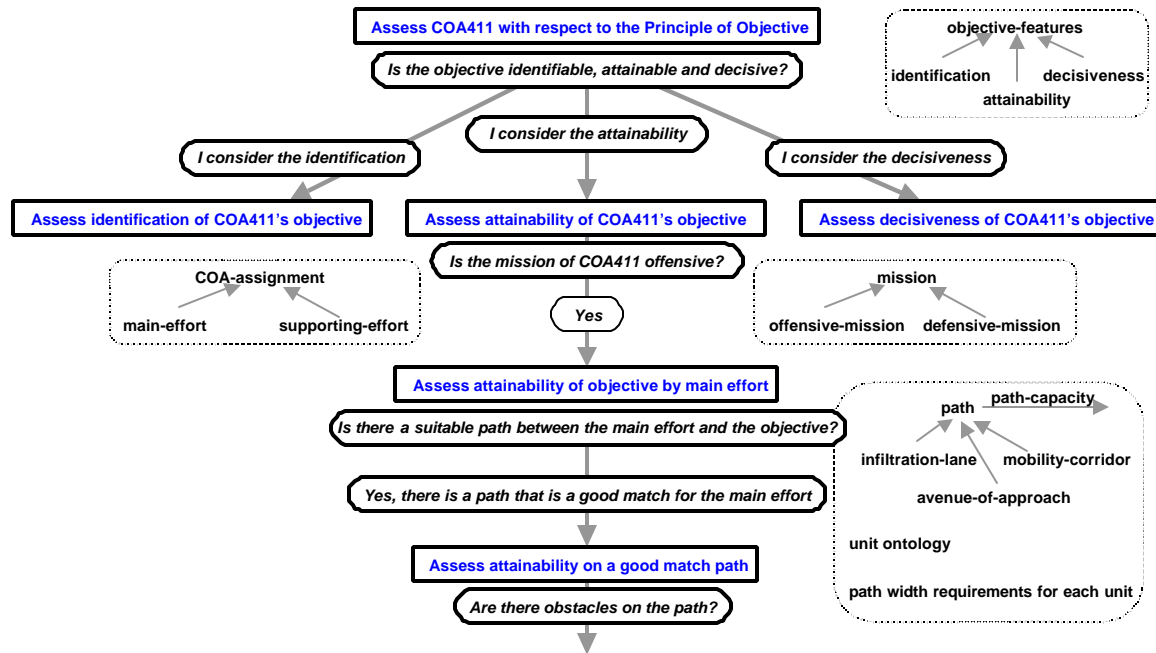 Assess COA411 with respect to the Principle of Objective
Is the objective identifiable, attainable and decisive?
objective-features
identification
decisiveness
attainability
I consider the identification
I consider the attainability
I consider the decisiveness
Assess identification of COA411's objective
Assess attainability of COA411's objective
Assess decisiveness of COA411's objective
Is the mission of COA411 offensive?
COA-assignment
main-effort
supporting-effort
mission
offensive-mission
defensive-mission
Yes
Assess attainability of objective by main effort
Is there a suitable path between the main effort and the objective?
path
path-capacity
infiltration-lane
mobility-corridor
avenue-of-approach
unit ontology
path width requirements for each unit
Yes, there is a path that is a good match for the main effort
Assess attainability on a good match path
Are there obstacles on the path?